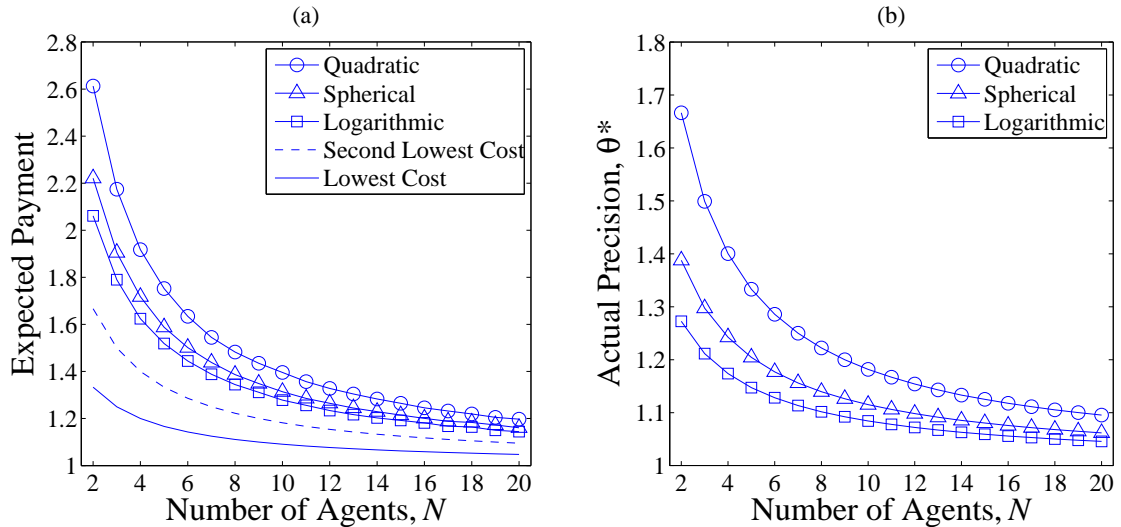 (a)
2.8
2.6
2.4
2.2
2
1.8
1.6
1.4
1.2
1
2 4 6 8 10 12 14 16 18 20
Expected Payment
Number of Agents, N
Quadratic
Spherical
Logarithmic
Second Lowest Cost
Lowest Cost
(b)
1.8
1.7
1.6
1.5
1.4
1.3
1.2
1.1
1
2 4 6 8 10 12 14 16 18 20
Actual Precision, θ*
Number of Agents, N
Quadratic
Spherical
Logarithmic